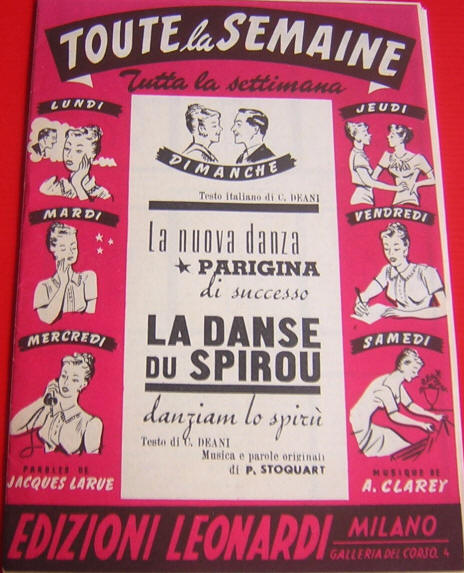 TOUTE la SEMAINE
Tutta la settimana
LUNDI
MARDI
MERCREDI
JEUDI
VENDREDI
SAMEDI
DIMANCHE
Testo italiano di C. DEANI
La nuova danza
★ PARIGINA
di successo
LA DANSE
DU SPIROU
danziam lo spirù
Testo di C. DEANI
Musica e parole originali
di P. STOQUART
PAROLES DE
JACQUES LARUE
MUSIQUE DE
A. CLAREY
EDIZIONI LEONARDI MILANO
GALLERIA DEL CORSO, 4